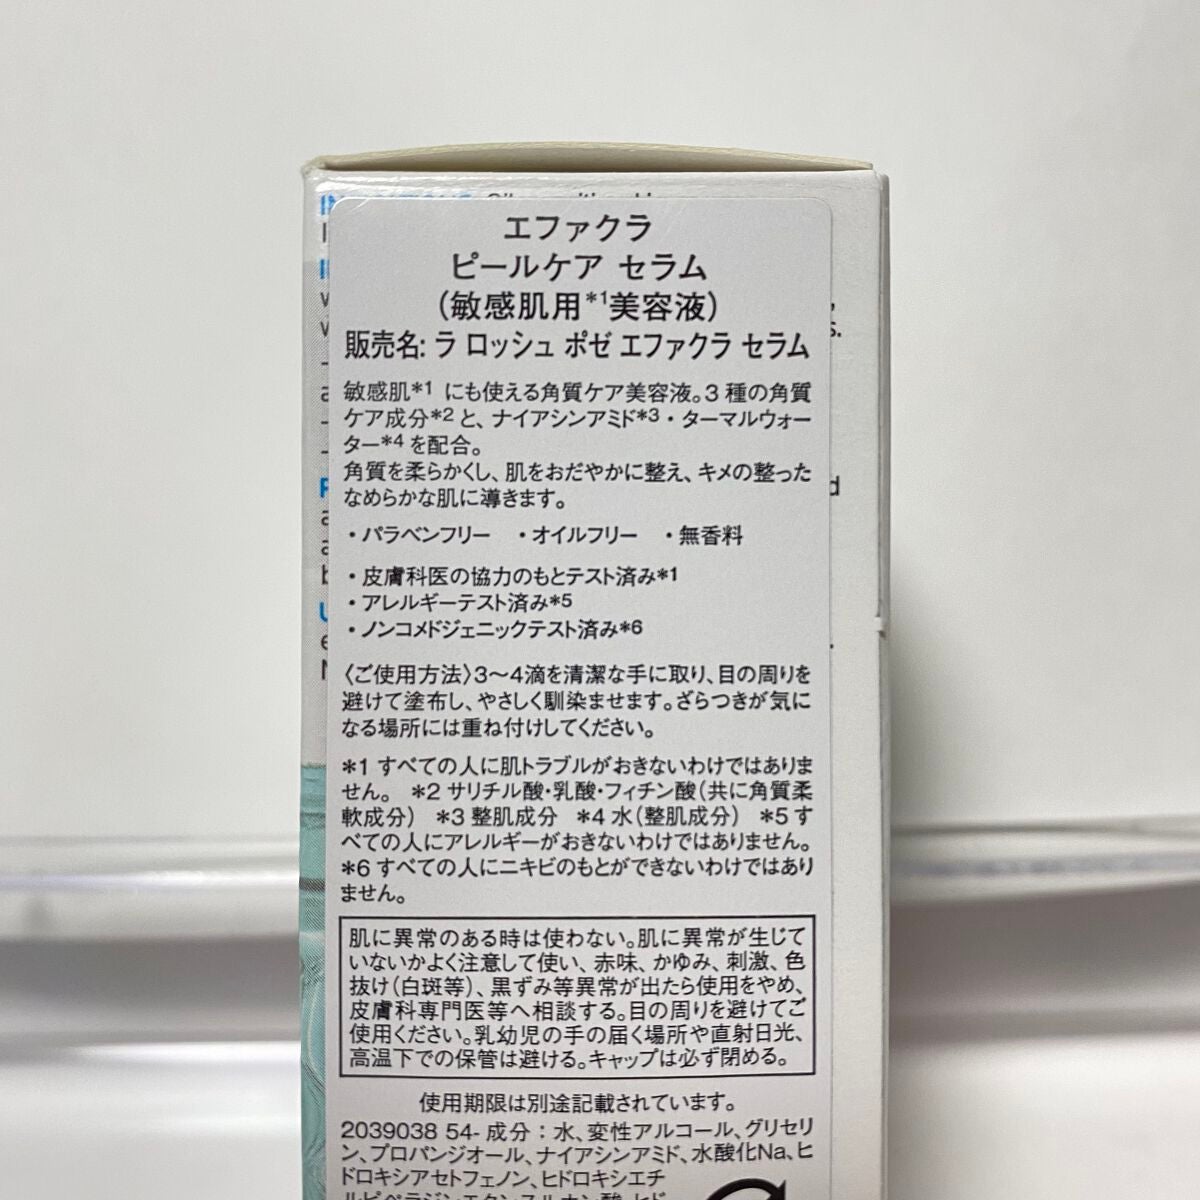 エファクラ
ピールケア セラム
(敏感肌用*1美容液)
販売名: ラ ロッシュ ポゼ エファクラ セラム
敏感肌*1 にも使える角質ケア美容液。3 種の角質
ケア成分*2 と、ナイアシンアミド*3・ターマルウォー
ター*4 を配合。
角質を柔らかくし、肌をおだやかに整え、キメの整った
なめらかな肌に導きます。
・パラベンフリー ・オイルフリー ・無香料
・皮膚科医の協力のもとテスト済み*1
・アレルギーテスト済み*5
・ノンコメドジェニックテスト済み*6
〈ご使用方法〉3〜4滴を清潔な手に取り、目の周りを
避けて塗布し、やさしく馴染ませます。ざらつきが気に
なる場所には重ね付けしてください。
*1 すべての人に肌トラブルがおきないわけではありま
せん。 *2 サリチル酸・乳酸・フィチン酸(共に角質柔
軟成分) *3 整肌成分 *4 水(整肌成分) *5 す
べての人にアレルギーがおきないわけではありません。
*6 すべての人にニキビのもとができないわけではあり
ません。
肌に異常のある時は使わない。肌に異常が生じて
いないかよく注意して使い、赤味、かゆみ、刺激、色
抜け(白斑等)、黒ずみ等異常が出たら使用をやめ、
皮膚科専門医等へ相談する。目の周りを避けてご
使用ください。乳幼児の手の届く場所や直射日光、
高温下での保管は避ける。キャップは必ず閉める。
使用期限は別途記載されています。
2039038 54- 成分：水、変性アルコール、グリセリ
ン、プロパンジオール、ナイアシンアミド、水酸化Na、ヒ
ドロキシアセトフェノン、ヒドロキシエチ
ルピペラジンエタンスルホン酸、ヒド